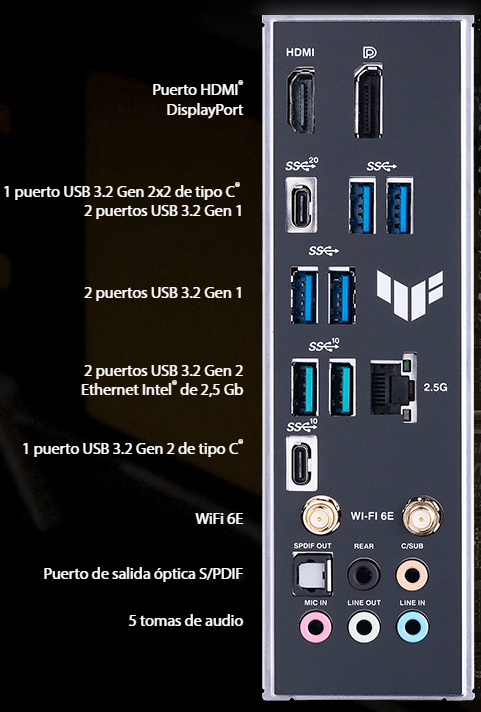 HDMI
Puerto HDMI®
DisplayPort
SS 20
SS
1 puerto USB 3.2 Gen 2x2 de tipo C®
2 puertos USB 3.2 Gen 1
SS
2 puertos USB 3.2 Gen 1
SS 10
2 puertos USB 3.2 Gen 2
Ethernet Intel® de 2,5 Gb
2.5G
SS 10
1 puerto USB 3.2 Gen 2 de tipo C®
WiFi 6E
WI-FI 6E
SPDIF OUT REAR C/SUB
Puerto de salida óptica S/PDIF
MIC IN LINE OUT LINE IN
5 tomas de audio